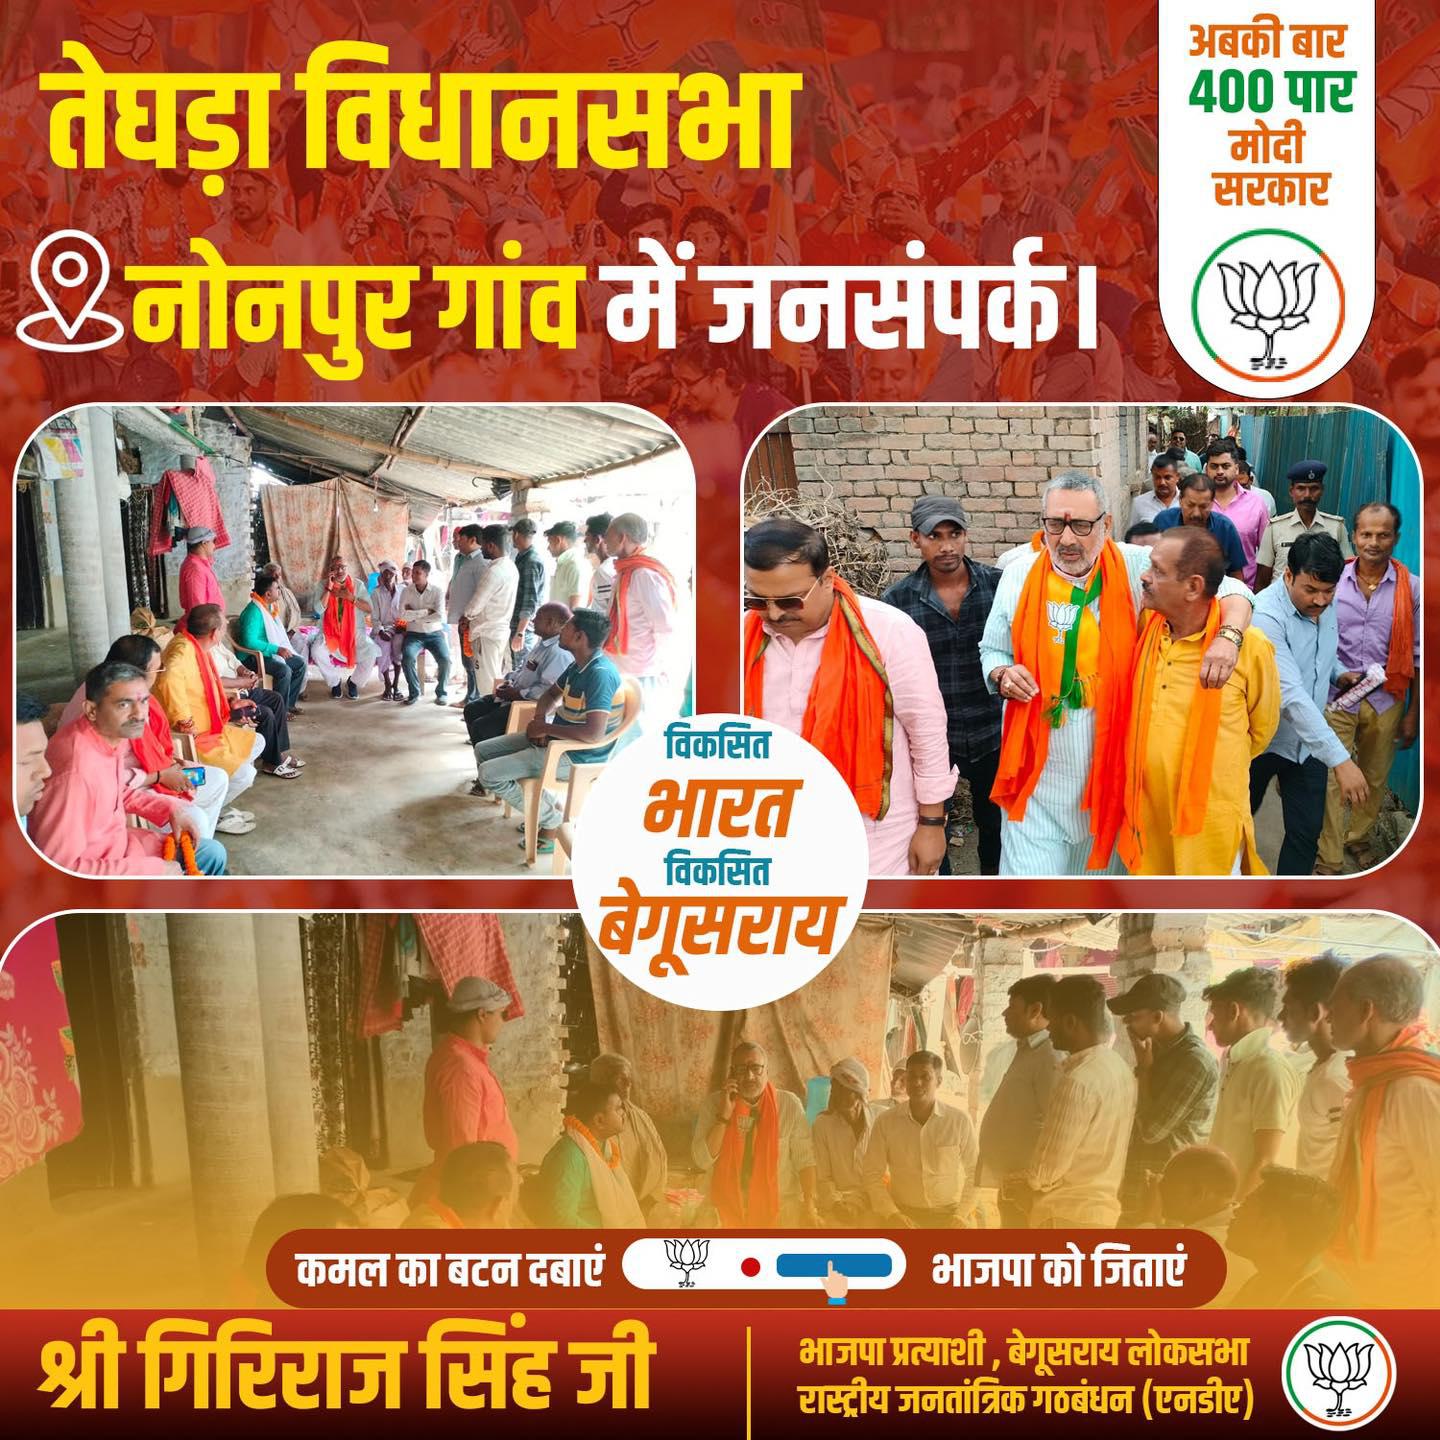 तेघड़ा विधानसभा
नोनपुर गांव में जनसंपर्क।
अबकी बार
400 पार
मोदी
सरकार
विकसित
भारत
विकसित
बेगूसराय
कमल का बटन दबाएं
भाजपा को जिताएं
श्री गिरिराज सिंह जी
भाजपा प्रत्याशी , बेगूसराय लोकसभा
रास्ट्रीय जनतांत्रिक गठबंधन (एनडीए)